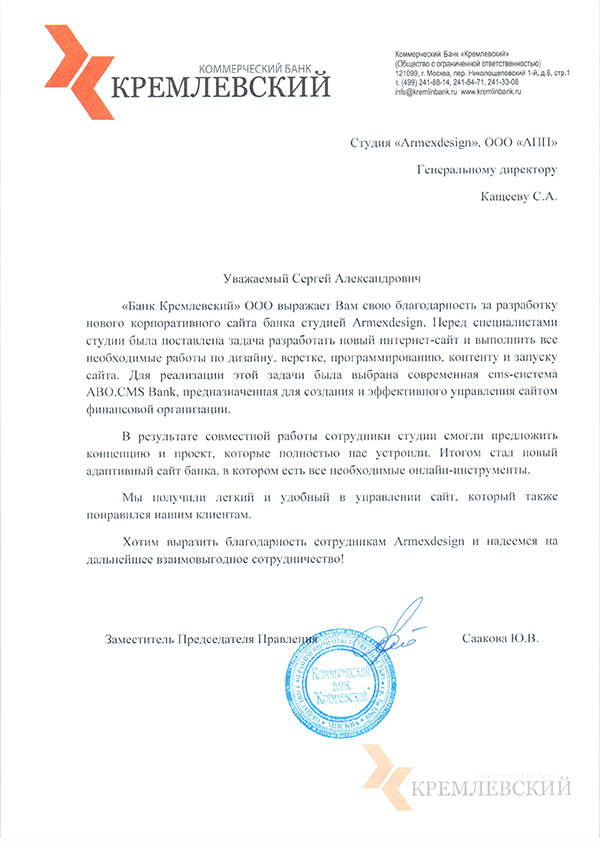 КОММЕРЧЕСКИЙ БАНК
КРЕМЛЕВСКИЙ
Коммерческий Банк «Кремлевский»
(Общество с ограниченной ответственностью)
121099, г. Москва, пер. Николощеповский 1-й, д.6, стр.1
т. (499) 241-88-14, 241-84-71, 241-33-08
info@kremlinbank.ru www.kremlinbank.ru
Студия «Armexdesign», ООО «АПП»
Генеральному директору
Кащееву С.А.
Уважаемый Сергей Александрович
«Банк Кремлевский» ООО выражает Вам свою благодарность за разработку
нового корпоративного сайта банка студией Armexdesign. Перед специалистами
студии была поставлена задача разработать новый интернет-сайт и выполнить все
необходимые работы по дизайну, верстке, программированию, контенту и запуску
сайта. Для реализации этой задачи была выбрана современная cms-система
ABO.CMS Bank, предназначенная для создания и эффективного управления сайтом
финансовой организации.
В результате совместной работы сотрудники студии смогли предложить
концепцию и проект, которые полностью нас устроили. Итогом стал новый
адаптивный сайт банка, в котором есть все необходимые онлайн-инструменты.
Мы получили легкий и удобный в управлении сайт, который также
понравился нашим клиентам.
Хотим выразить благодарность сотрудникам Armexdesign и надеемся на
дальнейшее взаимовыгодное сотрудничество!
Заместитель Председателя Правления
Саакова Ю.В.
Коммерческий
банк
"Кремлевский"
МОСКВА
КОММЕРЧЕСКИЙ БАНК
КРЕМЛЕВСКИЙ